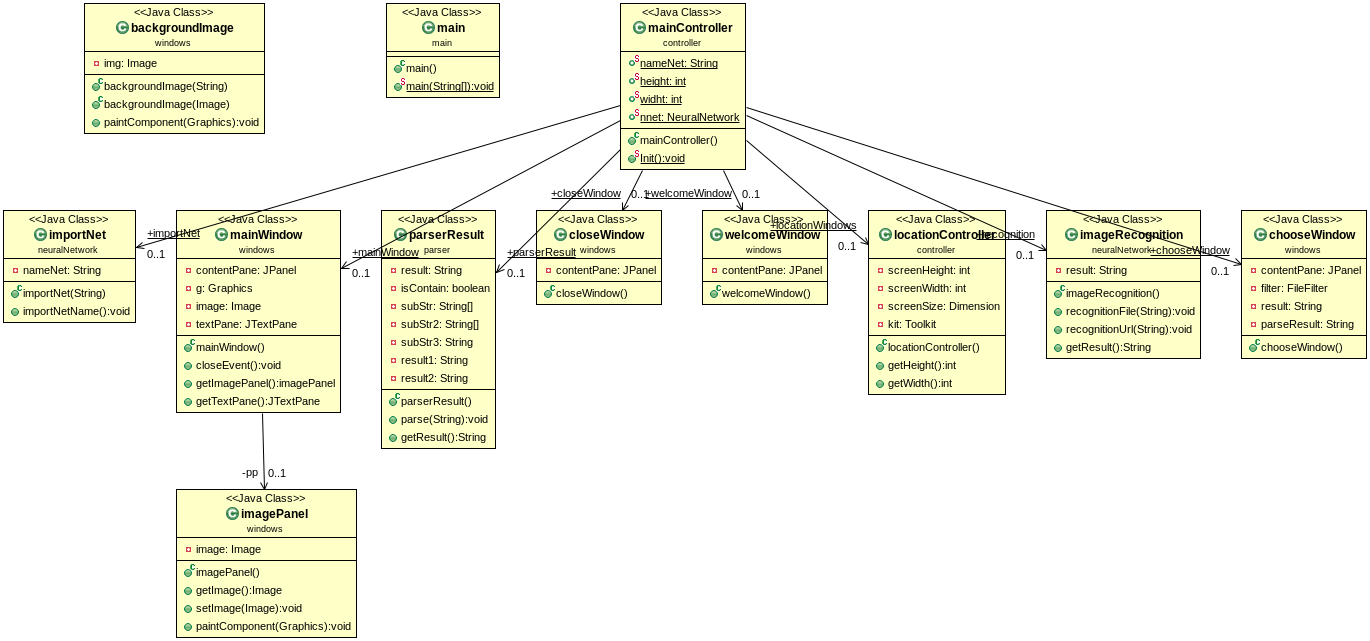 <<Java Class>>
backgroundImage
windows
img: Image
backgroundImage(String)
backgroundImage(Image)
paintComponent(Graphics):void
<<Java Class>>
main
main
main()
main(String[]):void
<<Java Class>>
mainController
controller
nameNet: String
height: int
widht: int
nnet: NeuralNetwork
mainController()
Init():void
+importNet
0..1
+mainWindow
0..1
+parserResult
0..1
+closeWindow
0..1
+welcomeWindow
0..1
+locationWindows
0..1
+Recognition
0..1
+chooseWindow
0..1
<<Java Class>>
importNet
neuralNetwork
nameNet: String
importNet(String)
importNetName():void
<<Java Class>>
mainWindow
windows
contentPane: JPanel
g: Graphics
image: Image
textPane: JTextPane
mainWindow()
closeEvent():void
getImagePanel():imagePanel
getTextPane():JTextPane
<<Java Class>>
parserResult
parser
result: String
isContain: boolean
subStr: String[]
subStr2: String[]
subStr3: String
result1: String
result2: String
parserResult()
parse(String):void
getResult():String
<<Java Class>>
closeWindow
windows
contentPane: JPanel
closeWindow()
<<Java Class>>
welcomeWindow
windows
contentPane: JPanel
welcomeWindow()
<<Java Class>>
locationController
controller
screenHeight: int
screenWidth: int
screenSize: Dimension
kit: Toolkit
locationController()
getHeight():int
getWidth():int
<<Java Class>>
imageRecognition
neuralNetwork
result: String
imageRecognition()
recognitionFile(String):void
recognitionUrl(String):void
getResult():String
<<Java Class>>
chooseWindow
windows
contentPane: JPanel
filter: FileFilter
result: String
parseResult: String
chooseWindow()
-pp
0..1
<<Java Class>>
imagePanel
windows
image: Image
imagePanel()
getImage():Image
setImage(Image):void
paintComponent(Graphics):void